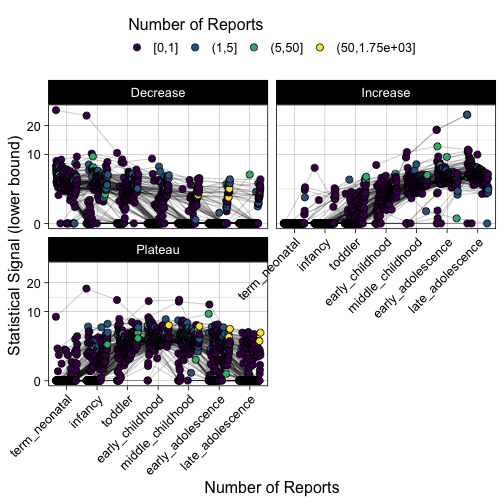 Number of Reports
[0,1] (1,5] (5,50] (50,1.75e+03]
Decrease Increase
Statistical Signal (lower bound)
20
10
0
term_neonatal infancy toddler early_childhood middle_childhood early_adolescence late_adolescence
Plateau
20
10
0
term_neonatal infancy toddler early_childhood middle_childhood early_adolescence late_adolescence
Number of Reports